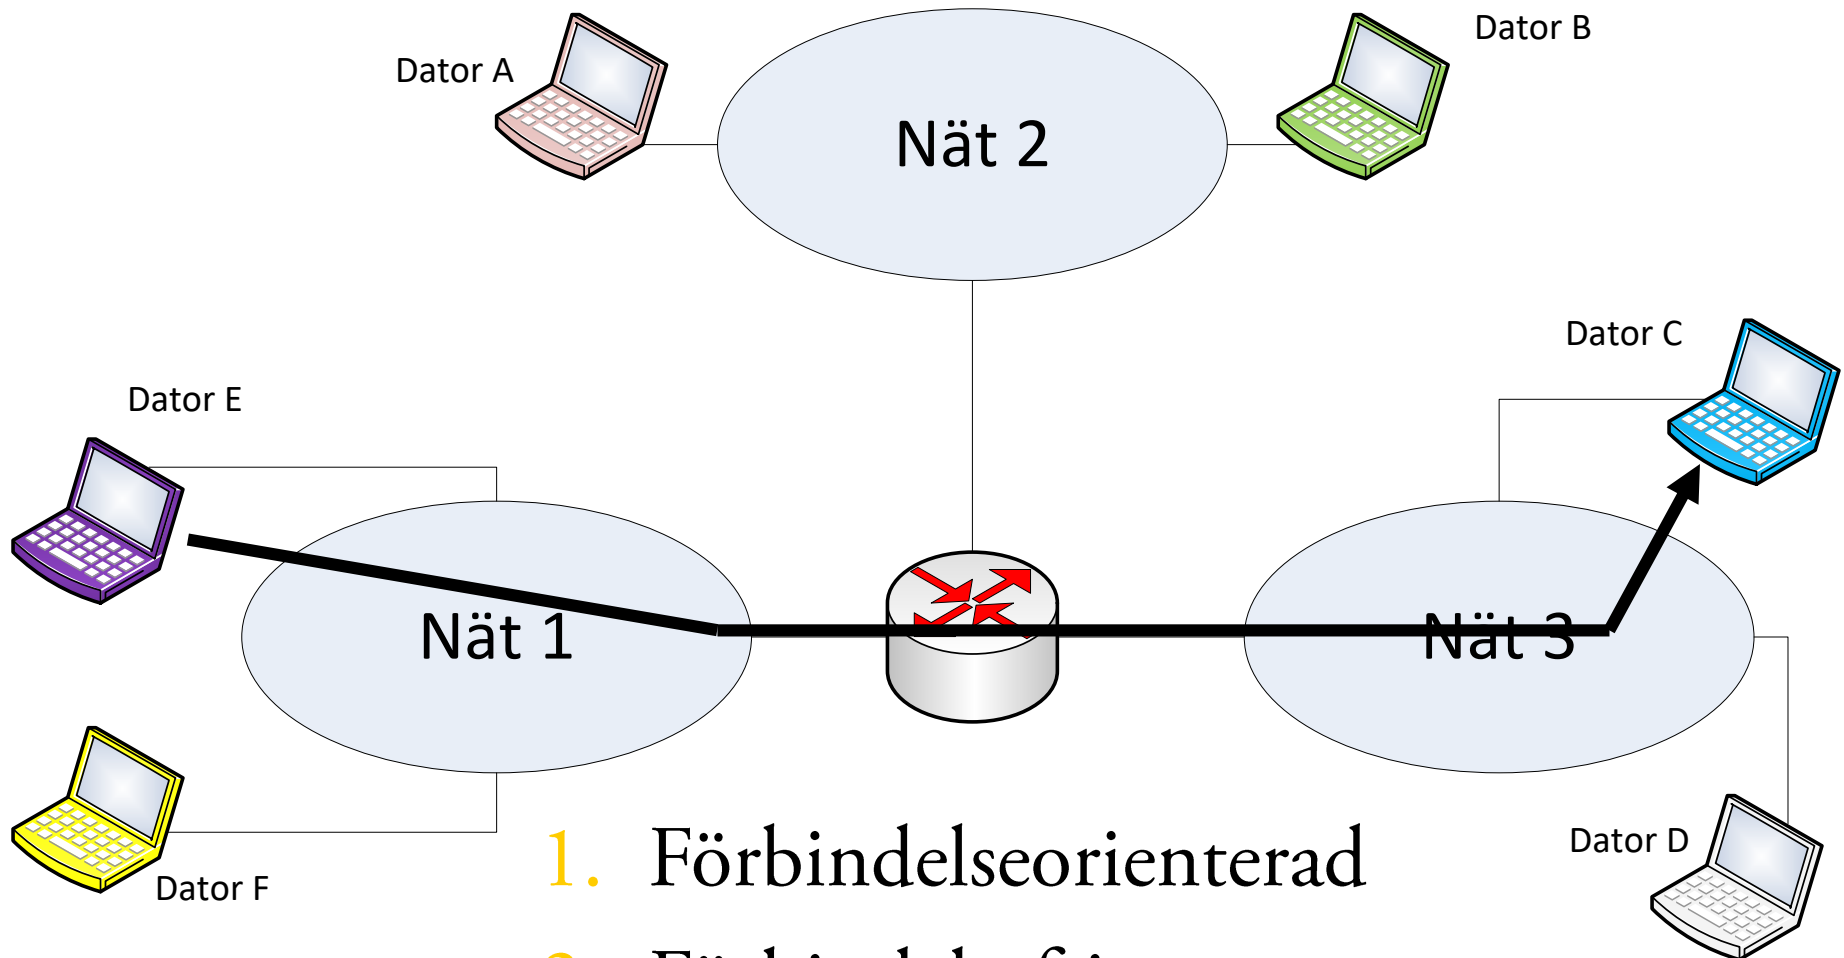 Dator B
Dator A
Nät 2
Dator C
Dator E
Nät 1
Nät 3
1. Förbindelseorienterad
Dator D
Dator F